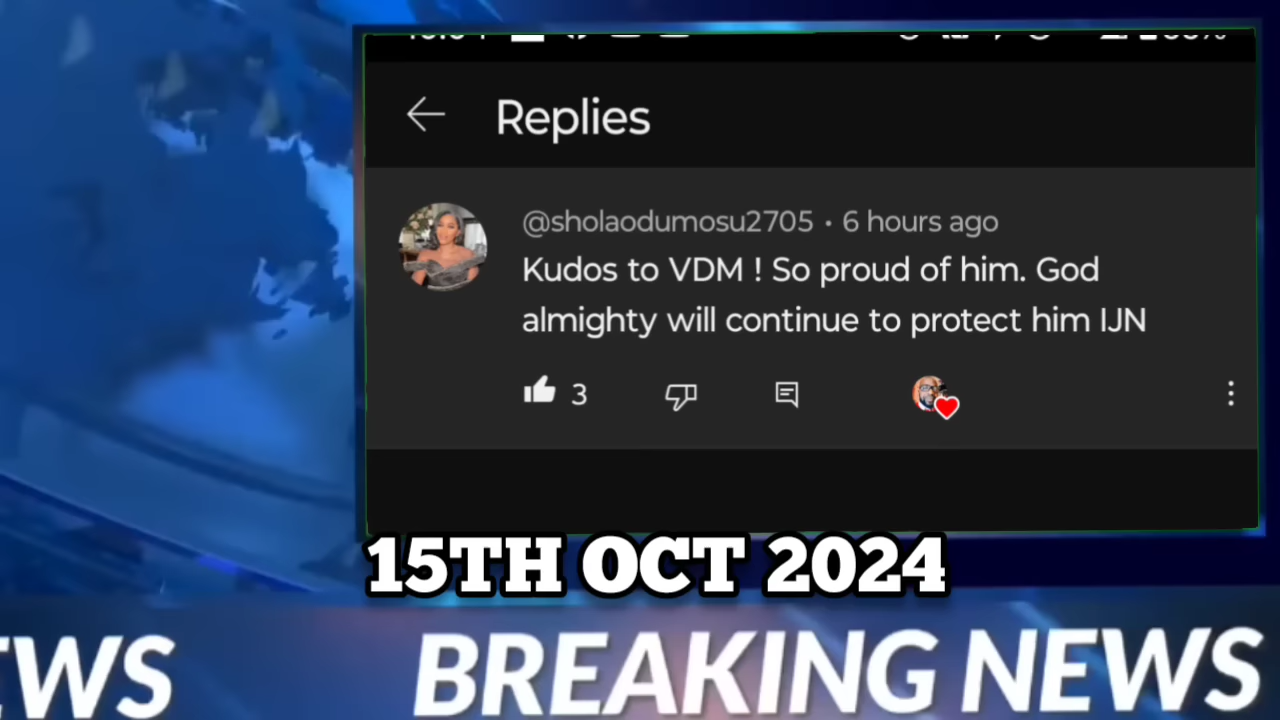 Replies
@sholaodumosu2705 • 6 hours ago
Kudos to VDM ! So proud of him. God
almighty will continue to protect him IJN
3
15TH OCT 2024
EWS BREAKING NEWS